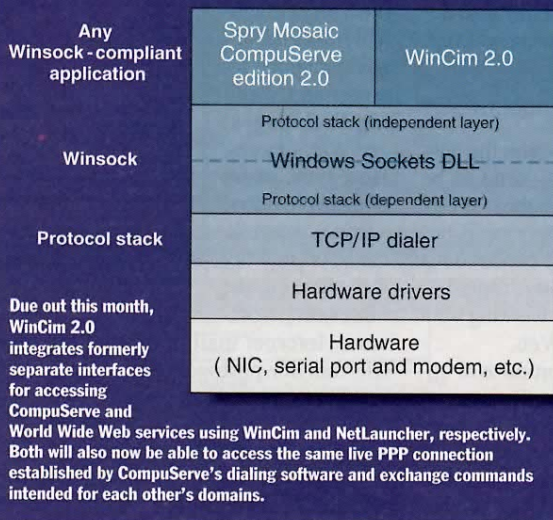 Any
Winsock-compliant
application
Spry Mosaic
CompuServe
edition 2.0
WinCim 2.0
Winsock
Protocol stack (independent layer)
Windows Sockets DLL
Protocol stack (dependent layer)
Protocol stack
TCP/IP dialer
Hardware drivers
Hardware
( NIC, serial port and modem, etc.)
Due out this month,
WinCim 2.0
integrates formerly
separate interfaces
for accessing
CompuServe and
World Wide Web services using WinCim and NetLauncher, respectively.
Both will also now be able to access the same live PPP connection
established by CompuServe's dialing software and exchange commands
intended for each other's domains.